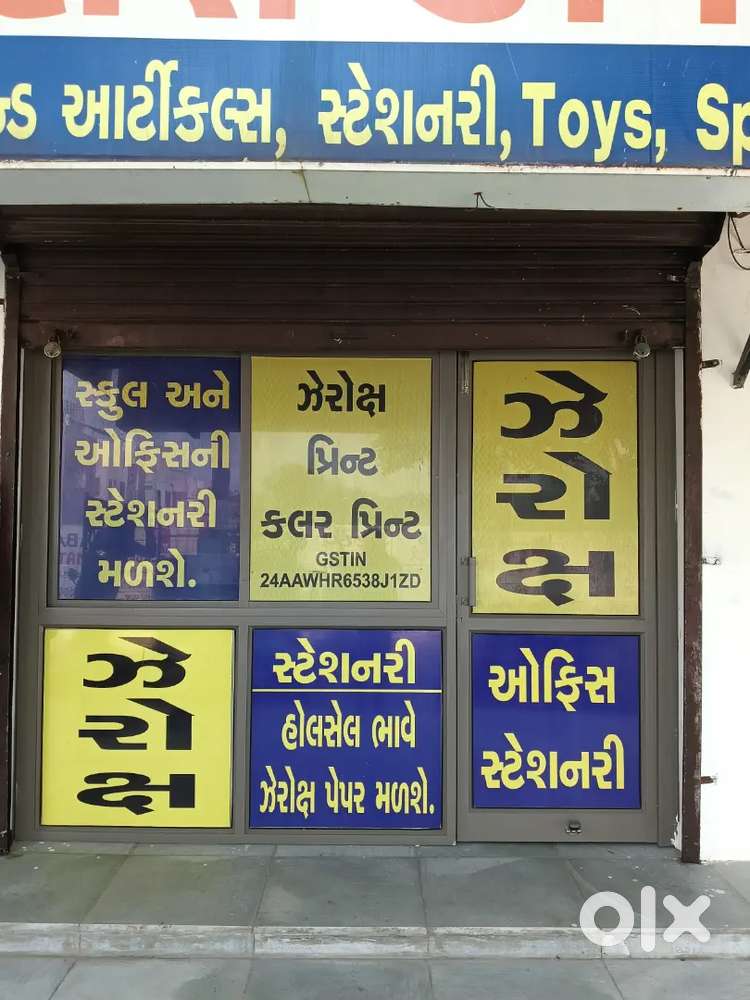 આર્ટીકલ્સ, સ્ટેશનરી, Toys,
સ્કુલ અને
ઓફિસની
સ્ટેશનરી
મળશે.
ઝેરોક્ષ
પ્રિન્ટ
કલર પ્રિન્ટ
GSTIN
24AAWHR6538J1ZD
ઝે
રો
ક્ષ
ઝે
રો
ક્ષ
સ્ટેશનરી
હોલસેલ ભાવે
ઝેરોક્ષ પેપર મળશે.
ઓફિસ
સ્ટેશનરી
olx